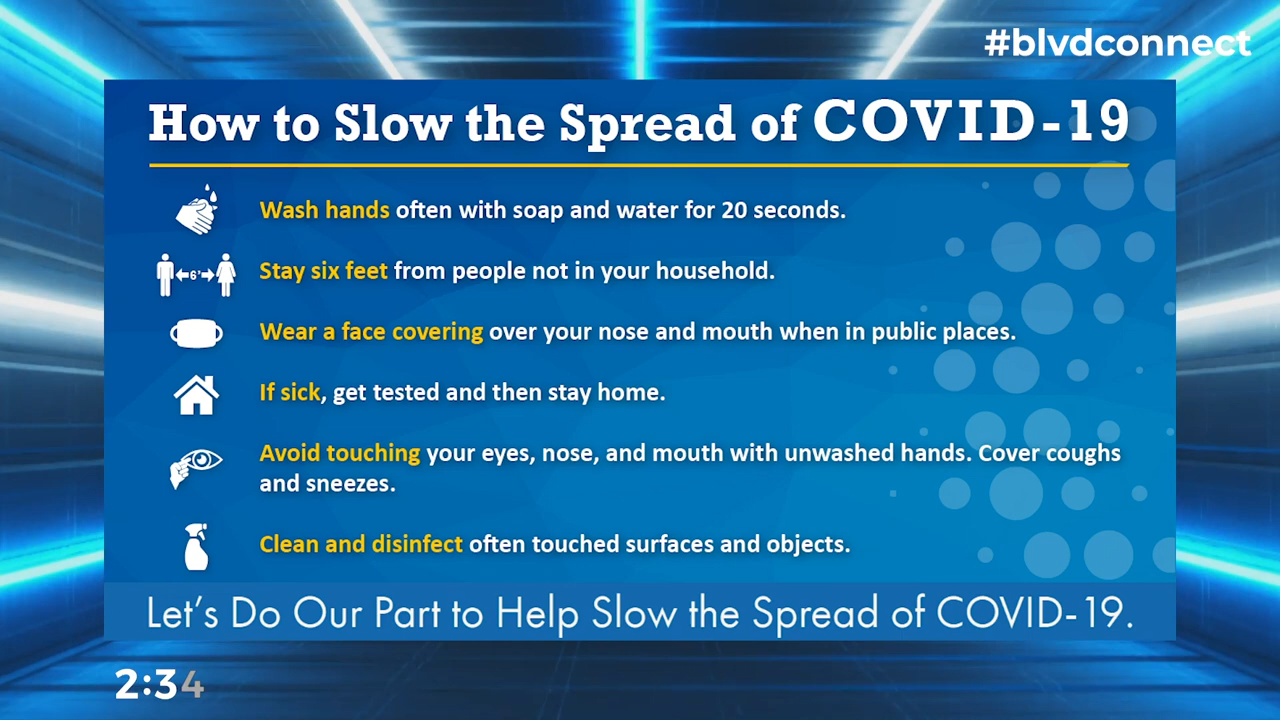 #blvdconnect
How to Slow the Spread of COVID-19
Wash hands often with soap and water for 20 seconds.
6'
Stay six feet from people not in your household.
Wear a face covering over your nose and mouth when in public places.
If sick, get tested and then stay home.
Avoid touching your eyes, nose, and mouth with unwashed hands. Cover coughs
and sneezes.
Clean and disinfect often touched surfaces and objects.
Let's Do Our Part to Help Slow the Spread of COVID-19.
2:34